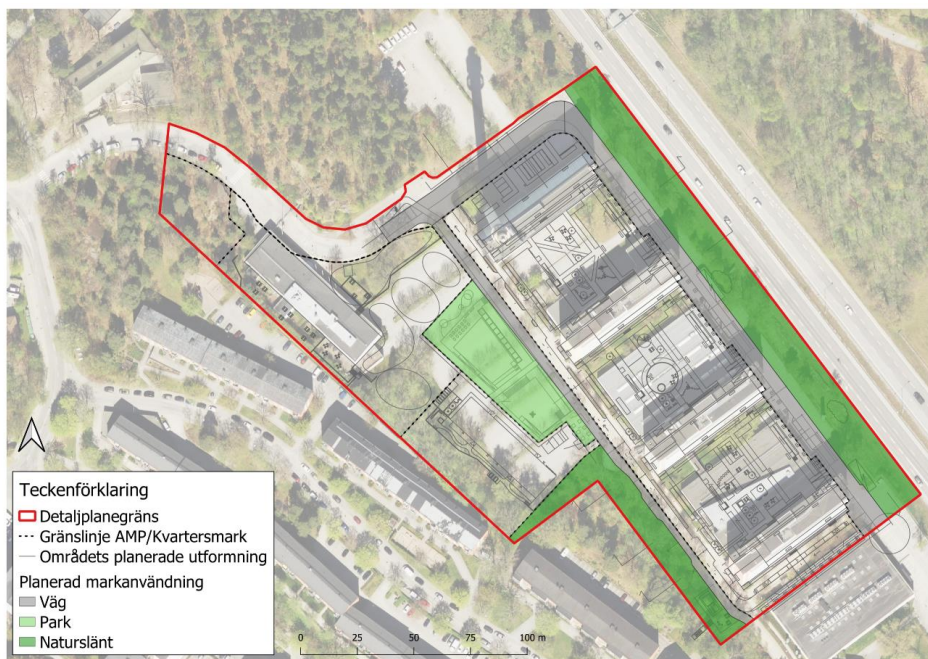 Teckenförklaring
Detaljplanegräns
Gränslinje AMP/Kvartersmark
Områdets planerade utformning
Planerad markanvändning
Väg
Park
Naturslänt
0 25 50 75 100 m